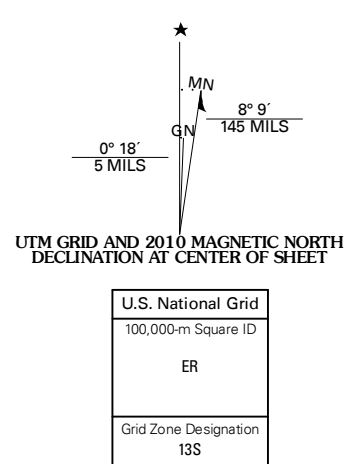 MN
8° 9´
145 MILS
GN
0° 18´
5 MILS
UTM GRID AND 2010 MAGNETIC NORTH
DECLINATION AT CENTER OF SHEET
U.S. National Grid
100,000-m Square ID
ER
Grid Zone Designation
13S